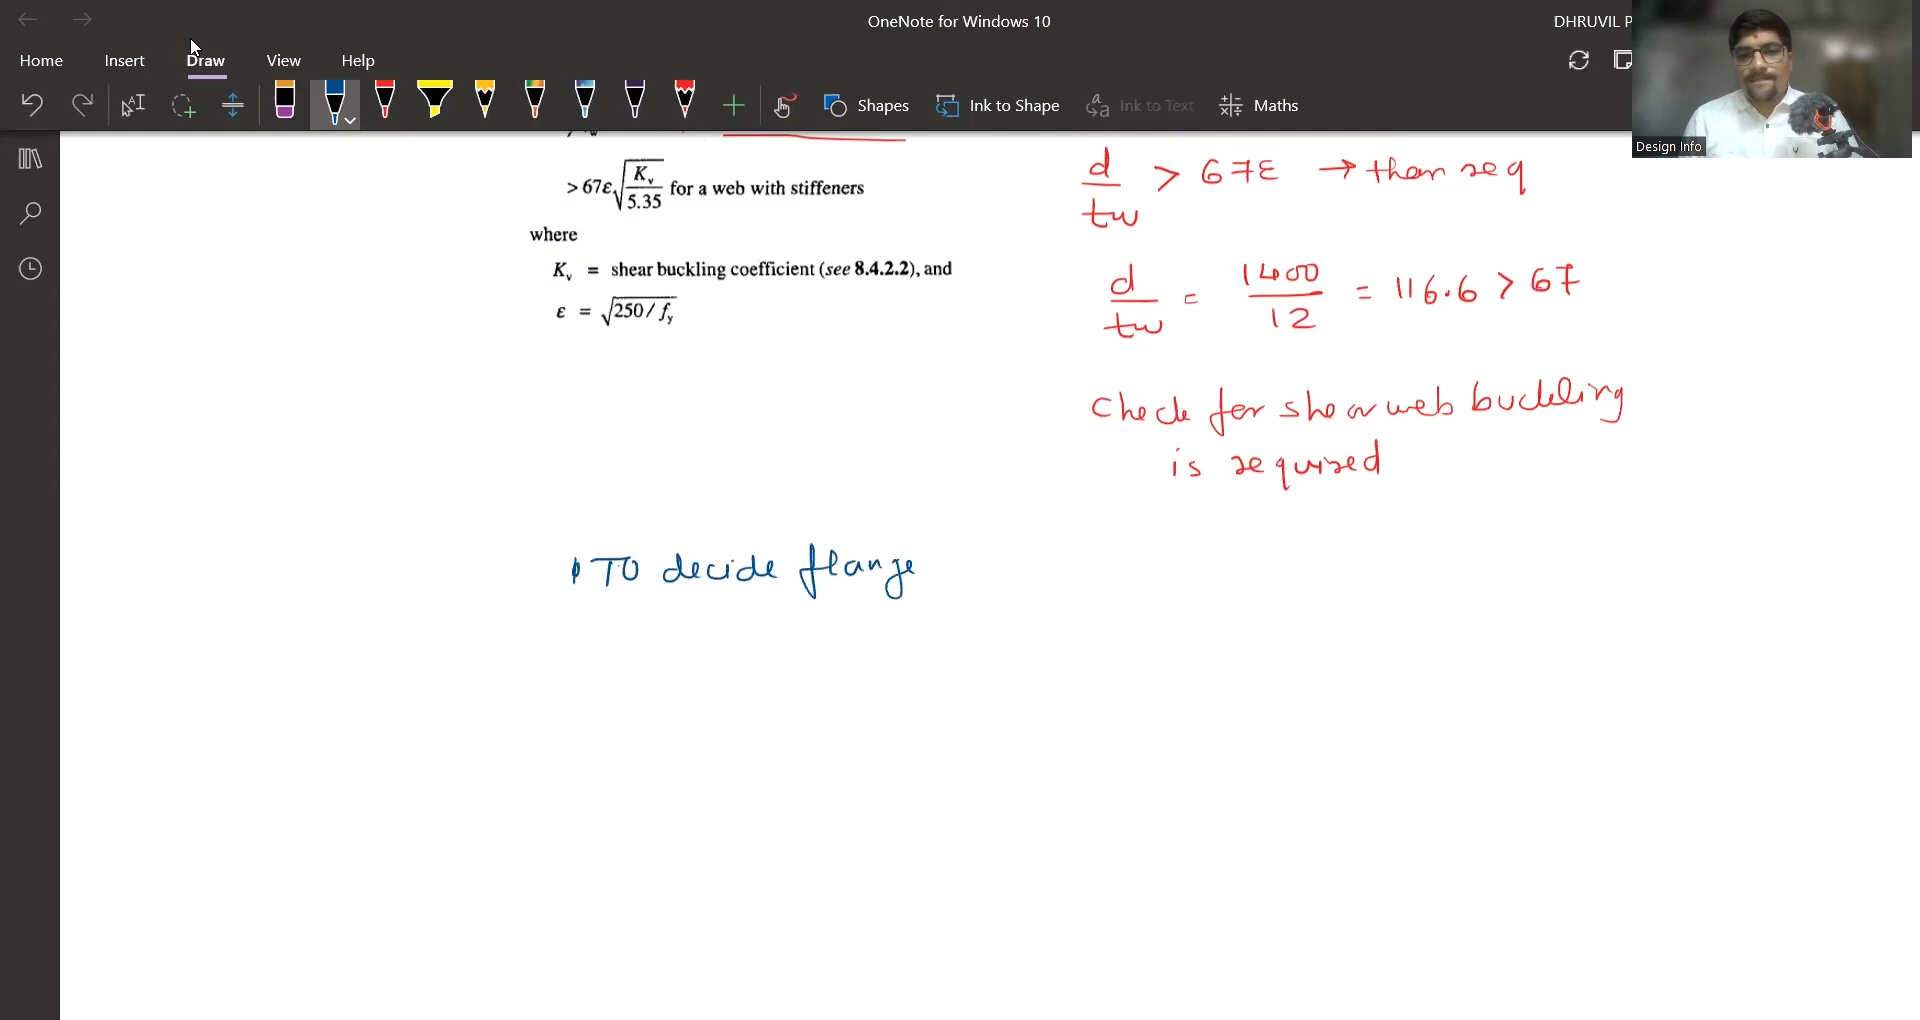 OneNote for Windows 10
DHRUVIL P
Home Insert Draw View Help
Shapes Ink to Shape Ink to Text Maths
Design Info
> 67ε√(K_v/5.35) for a web with stiffeners
where
K_v = shear buckling coefficient (see 8.4.2.2), and
ε = √(250/f_y)
d/tw > 67ε → then req
d/tw = 1400/12 = 116.6 > 67
Check for shear web buckling
is required
TO decide flange